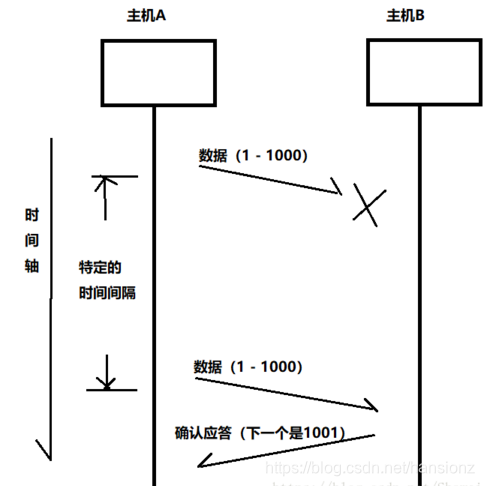 主机A
主机B
数据（1 - 1000）
时
间
轴
特定的
时间间隔
数据（1 - 1000）
确认应答（下一个是1001）
https://blog.csdn.net/hansionz